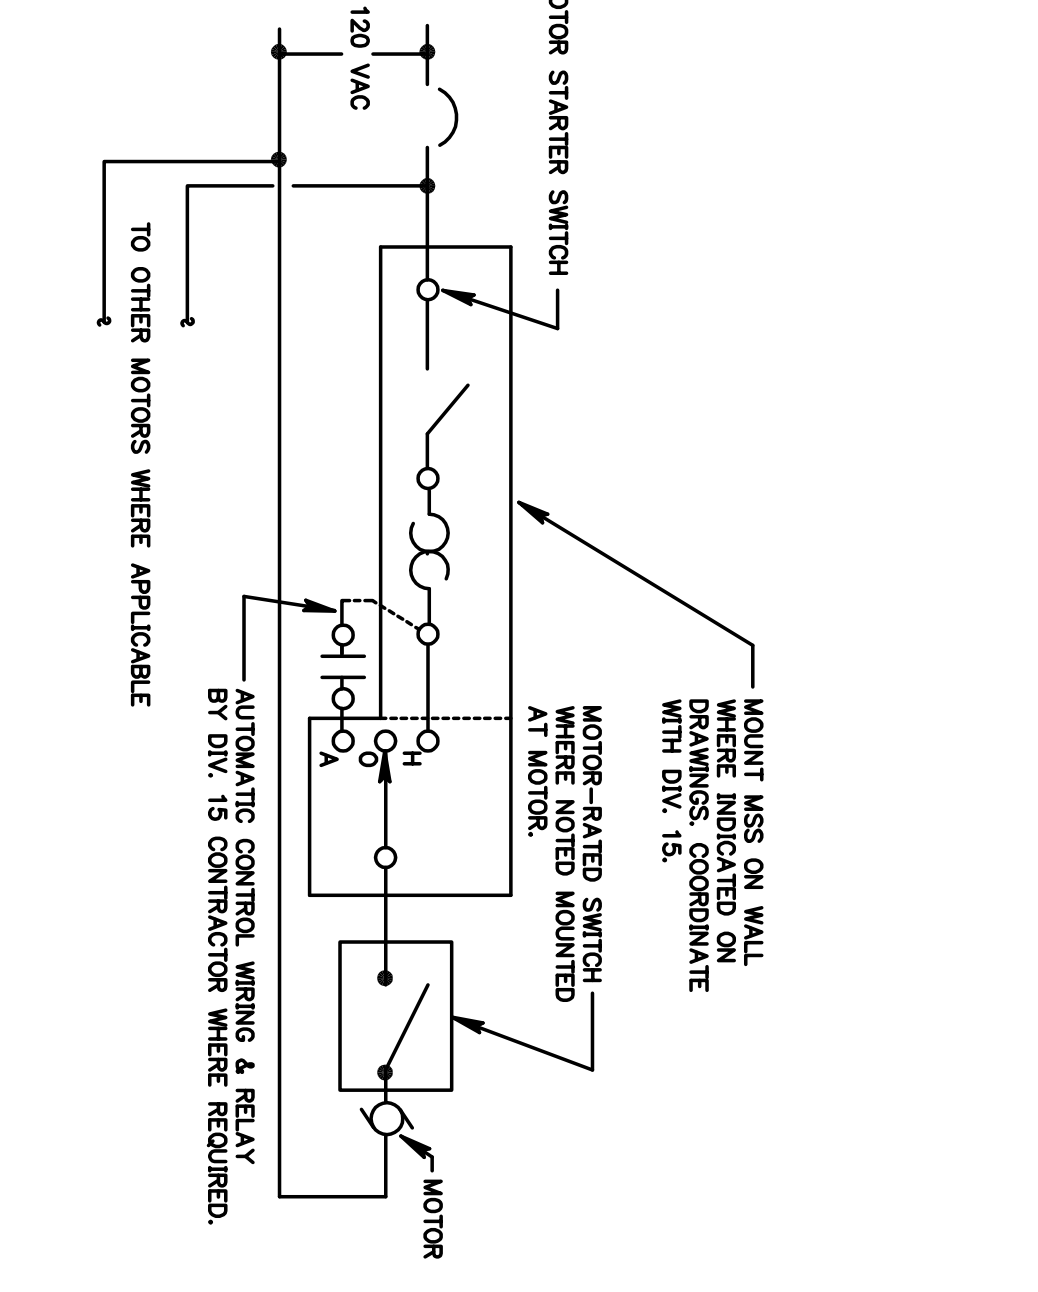 STARTER SWITCH
120 VAC
TO OTHER MOTORS WHERE APPLICABLE
MOUNT MSS ON WALL
WHERE INDICATED ON
DRAWINGS. COORDINATE
WITH DIV. 15.
MOTOR-RATED SWITCH
WHERE NOTED MOUNTED
AT MOTOR.
H
O
A
AUTOMATIC CONTROL WIRING & RELAY
BY DIV. 15 CONTRACTOR WHERE REQUIRED.
MOTOR